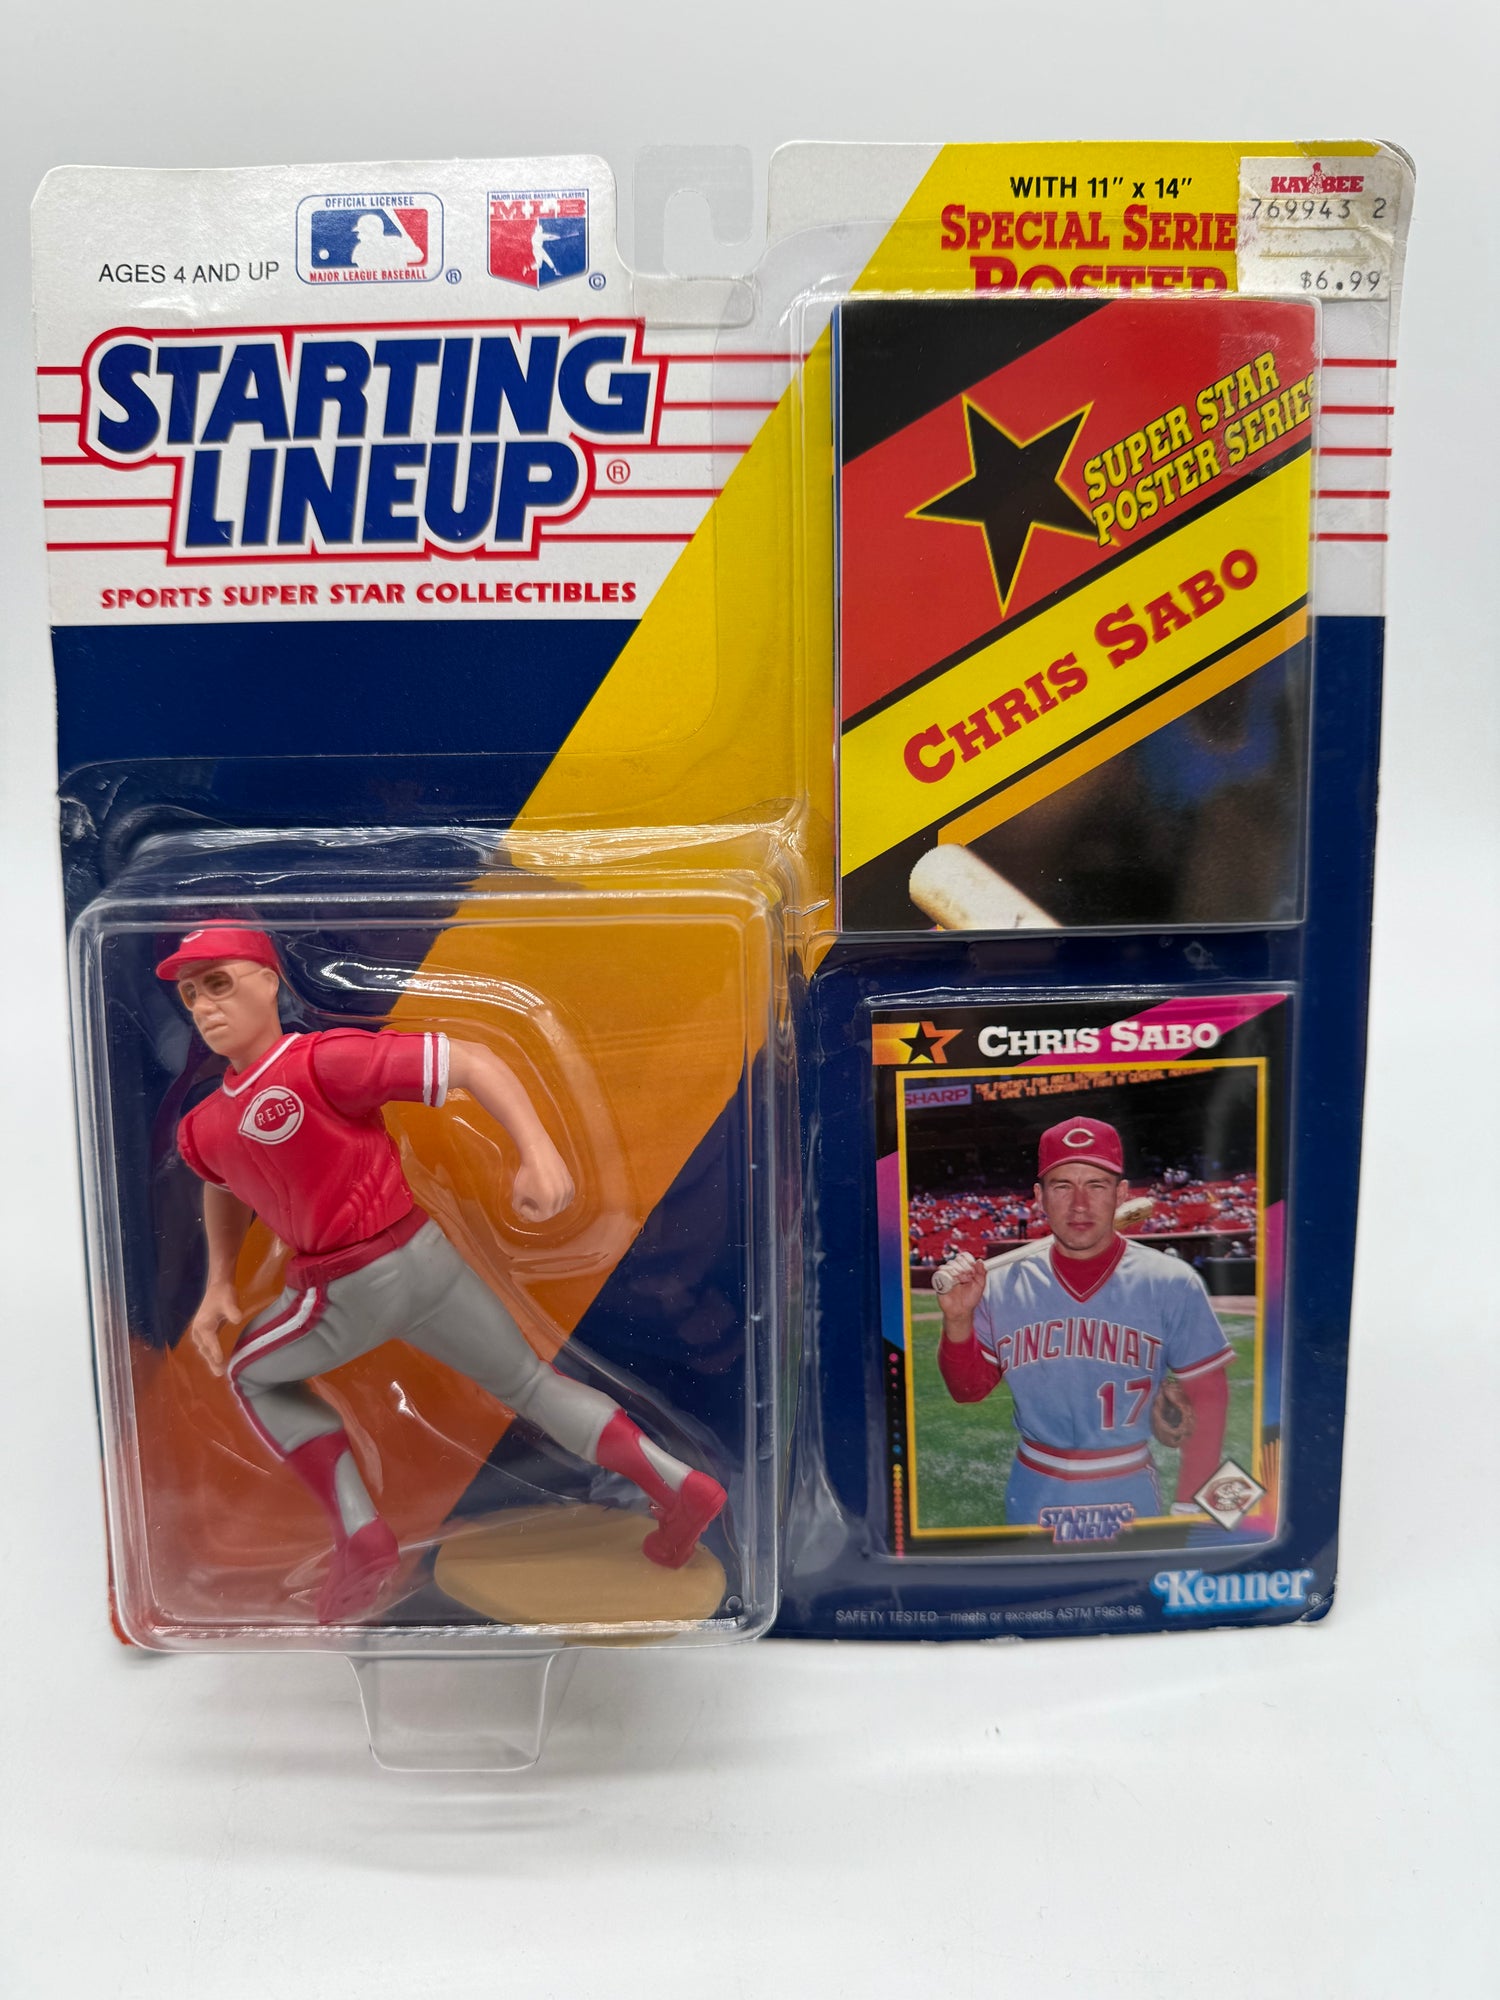 AGES 4 AND UP
OFFICIAL LICENSEE
MAJOR LEAGUE BASEBALL
®
MAJOR LEAGUE BASEBALL PLAYERS
MLB
©
STARTING
LINEUP®
SPORTS SUPER STAR COLLECTIBLES
WITH 11" x 14"
SPECIAL SERIE
POSTER
KAY BEE
769943 2
$6.99
SUPER STAR
POSTER SERIES
CHRIS SABO
REDS
CHRIS SABO
SHARP
CINCINNATI
17
STARTING
LINEUP
Kenner®
SAFETY TESTED—meets or exceeds ASTM F963-86